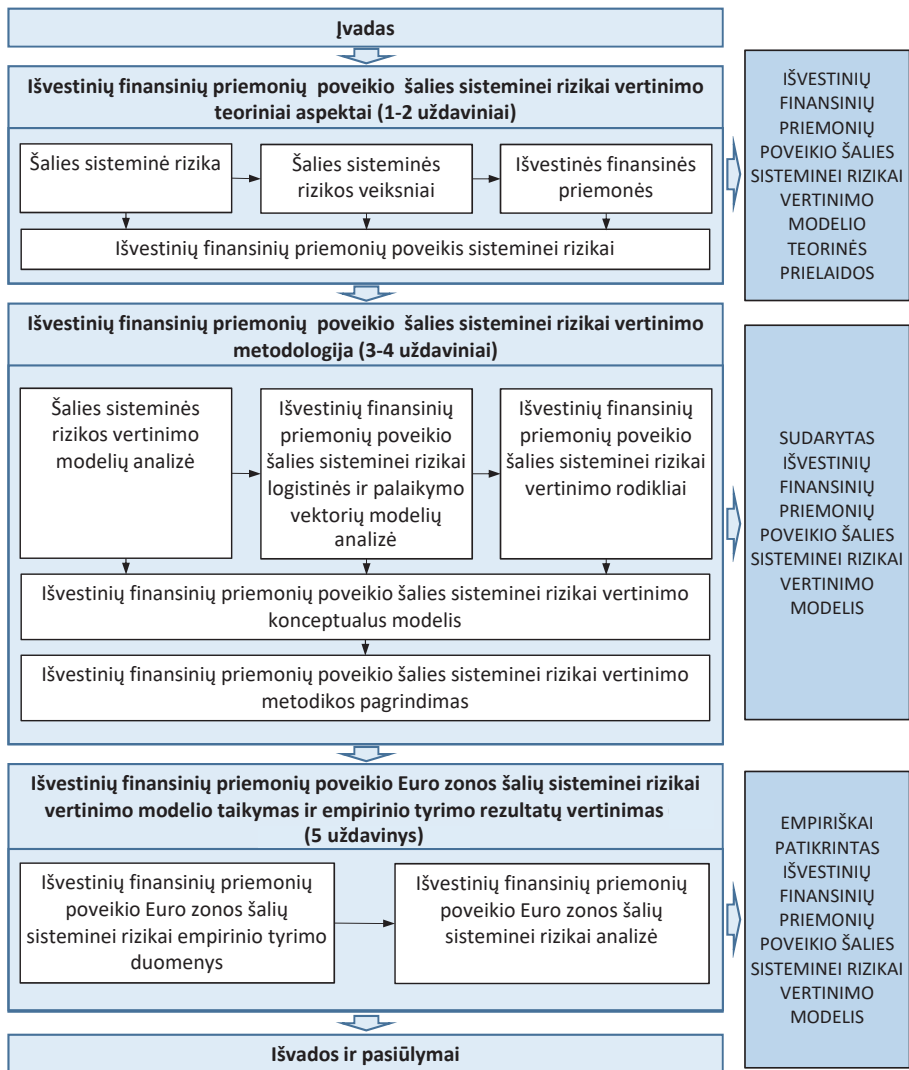 Įvadas
Išvestinių finansinių priemonių poveikio šalies sisteminei rizikai vertinimo
teoriniai aspektai (1-2 uždaviniai)
Šalies sisteminė rizika
Šalies sisteminės
rizikos veiksniai
Išvestinės finansinės
priemonės
Išvestinių finansinių priemonių poveikis sisteminei rizikai
IŠVESTINIŲ
FINANSINIŲ
PRIEMONIŲ
POVEIKIO ŠALIES
SISTEMINEI RIZIKAI
VERTINIMO
MODELIO
TEORINĖS
PRIELAIDOS
Išvestinių finansinių priemonių poveikio šalies sisteminei rizikai vertinimo
metodologija (3-4 uždaviniai)
Šalies sisteminės
rizikos vertinimo
modelių analizė
Išvestinių finansinių
priemonių poveikio
šalies sisteminei rizikai
logistinės ir palaikymo
vektorių modelių
analizė
Išvestinių finansinių
priemonių poveikio
šalies sisteminei rizikai
vertinimo rodikliai
Išvestinių finansinių priemonių poveikio šalies sisteminei rizikai vertinimo
konceptualus modelis
Išvestinių finansinių priemonių poveikio šalies sisteminei rizikai vertinimo
metodikos pagrindimas
SUDARYTAS
IŠVESTINIŲ
FINANSINIŲ
PRIEMONIŲ
POVEIKIO ŠALIES
SISTEMINEI RIZIKAI
VERTINIMO
MODELIS
Išvestinių finansinių priemonių poveikio Euro zonos šalių sisteminei rizikai
vertinimo modelio taikymas ir empirinio tyrimo rezultatų vertinimas
(5 uždavinys)
Išvestinių finansinių priemonių
poveikio Euro zonos šalių
sisteminei rizikai empirinio tyrimo
duomenys
Išvestinių finansinių priemonių
poveikio Euro zonos šalių
sisteminei rizikai analizė
EMPIRIŠKAI
PATIKRINTAS
IŠVESTINIŲ
FINANSINIŲ
PRIEMONIŲ
POVEIKIO ŠALIES
SISTEMINEI RIZIKAI
VERTINIMO
MODELIS
Išvados ir pasiūlymai